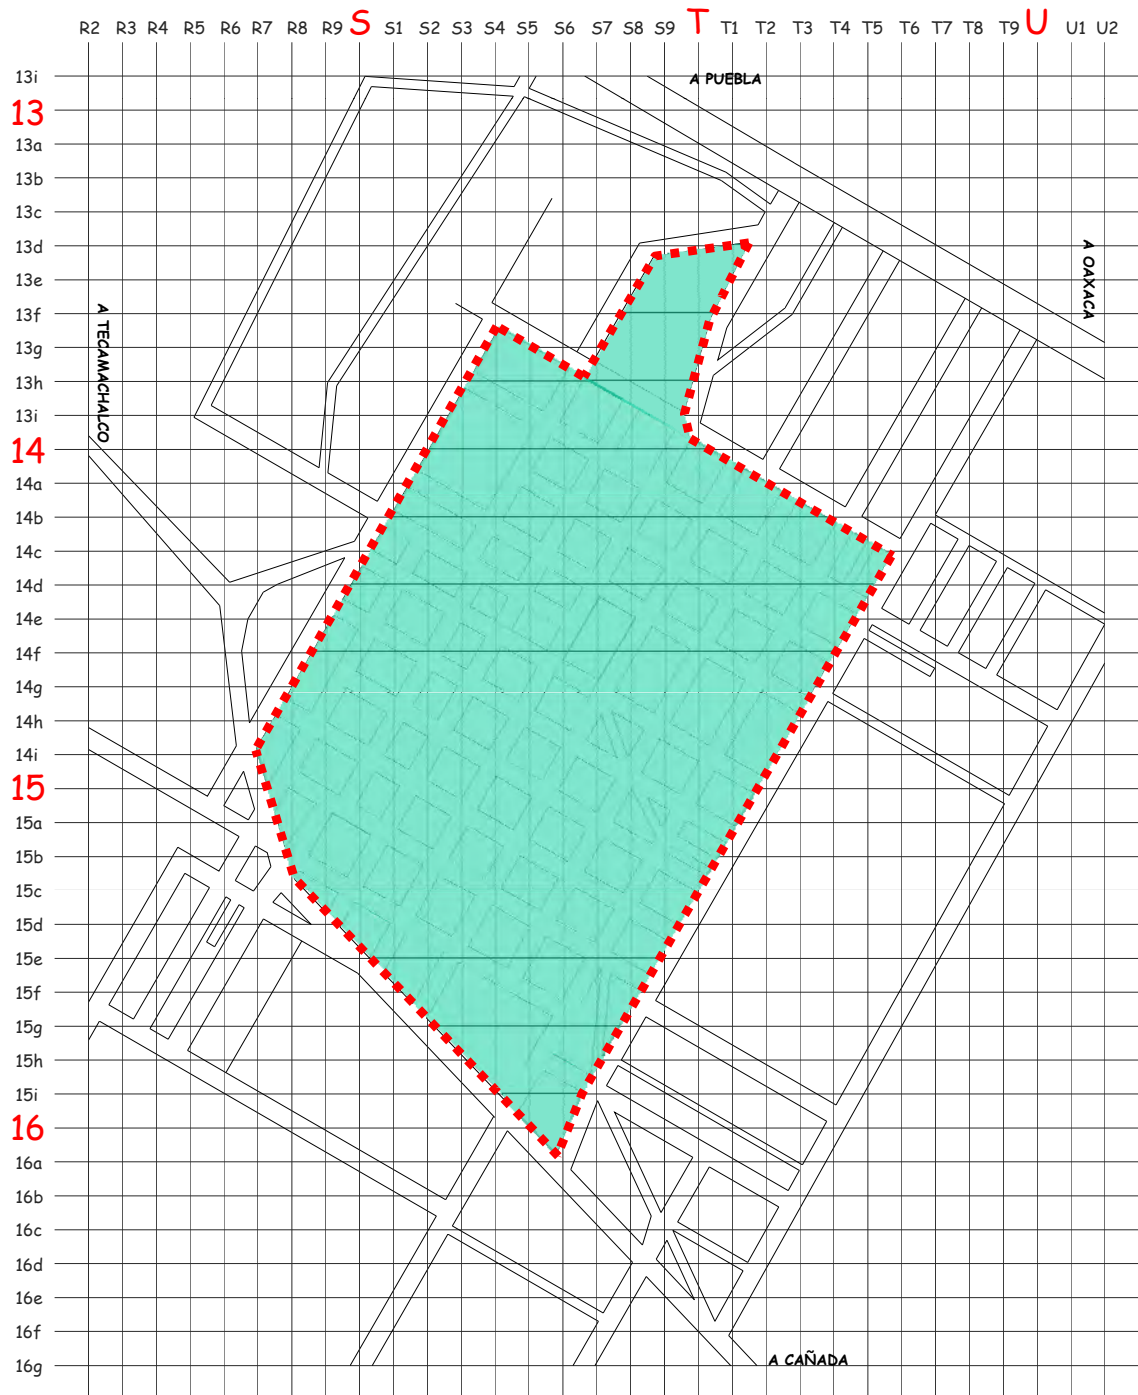 R2 R3 R4 R5 R6 R7 R8 R9 S S1 S2 S3 S4 S5 S6 S7 S8 S9 T T1 T2 T3 T4 T5 T6 T7 T8 T9 U U1 U2
13i
A PUEBLA
13
13a
13b
13c
13d
A OAXACA
13e
13f
A TECAMACHALCO
13g
13h
13i
14
14a
14b
14c
14d
14e
14f
14g
14h
14i
15
15a
15b
15c
15d
15e
15f
15g
15h
15i
16
16a
16b
16c
16d
16e
16f
A CAÑADA
16g